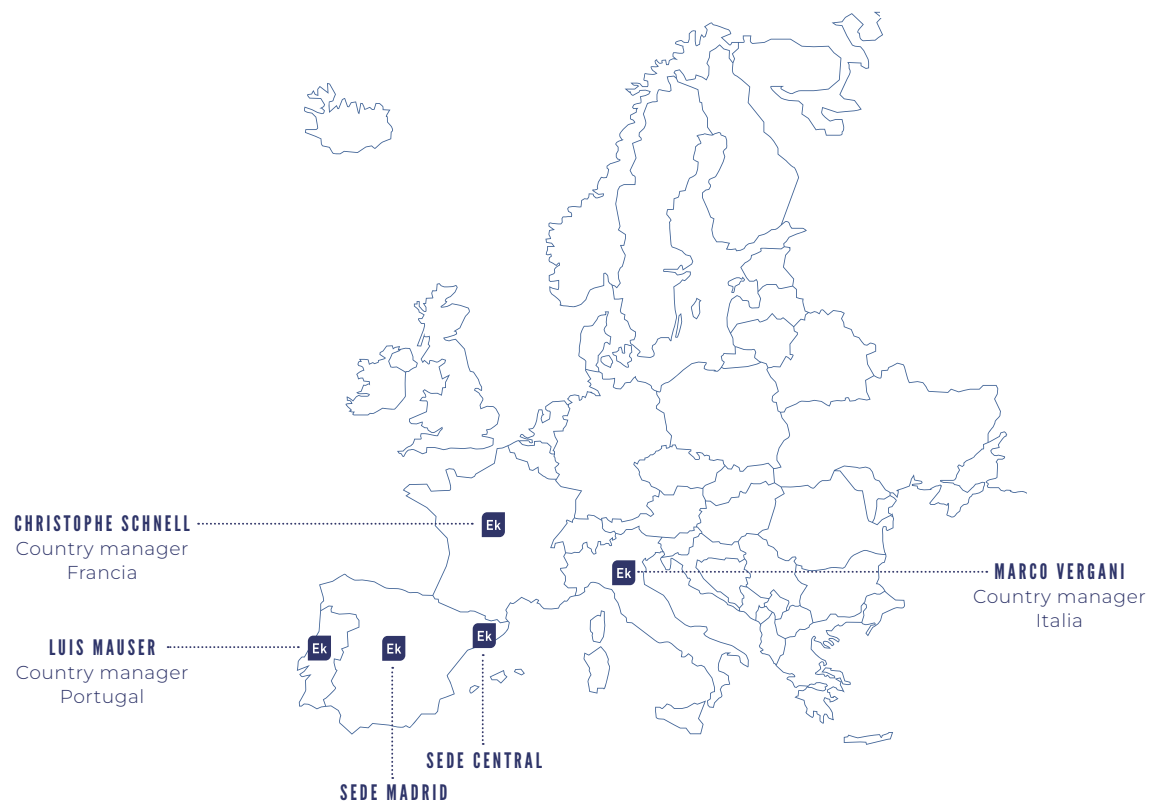 CHRISTOPHE SCHNELL
Country manager
Francia
Ek
Ek
MARCO VERGANI
Country manager
Italia
LUIS MAUSER
Country manager
Portugal
Ek
Ek
Ek
SEDE CENTRAL
SEDE MADRID